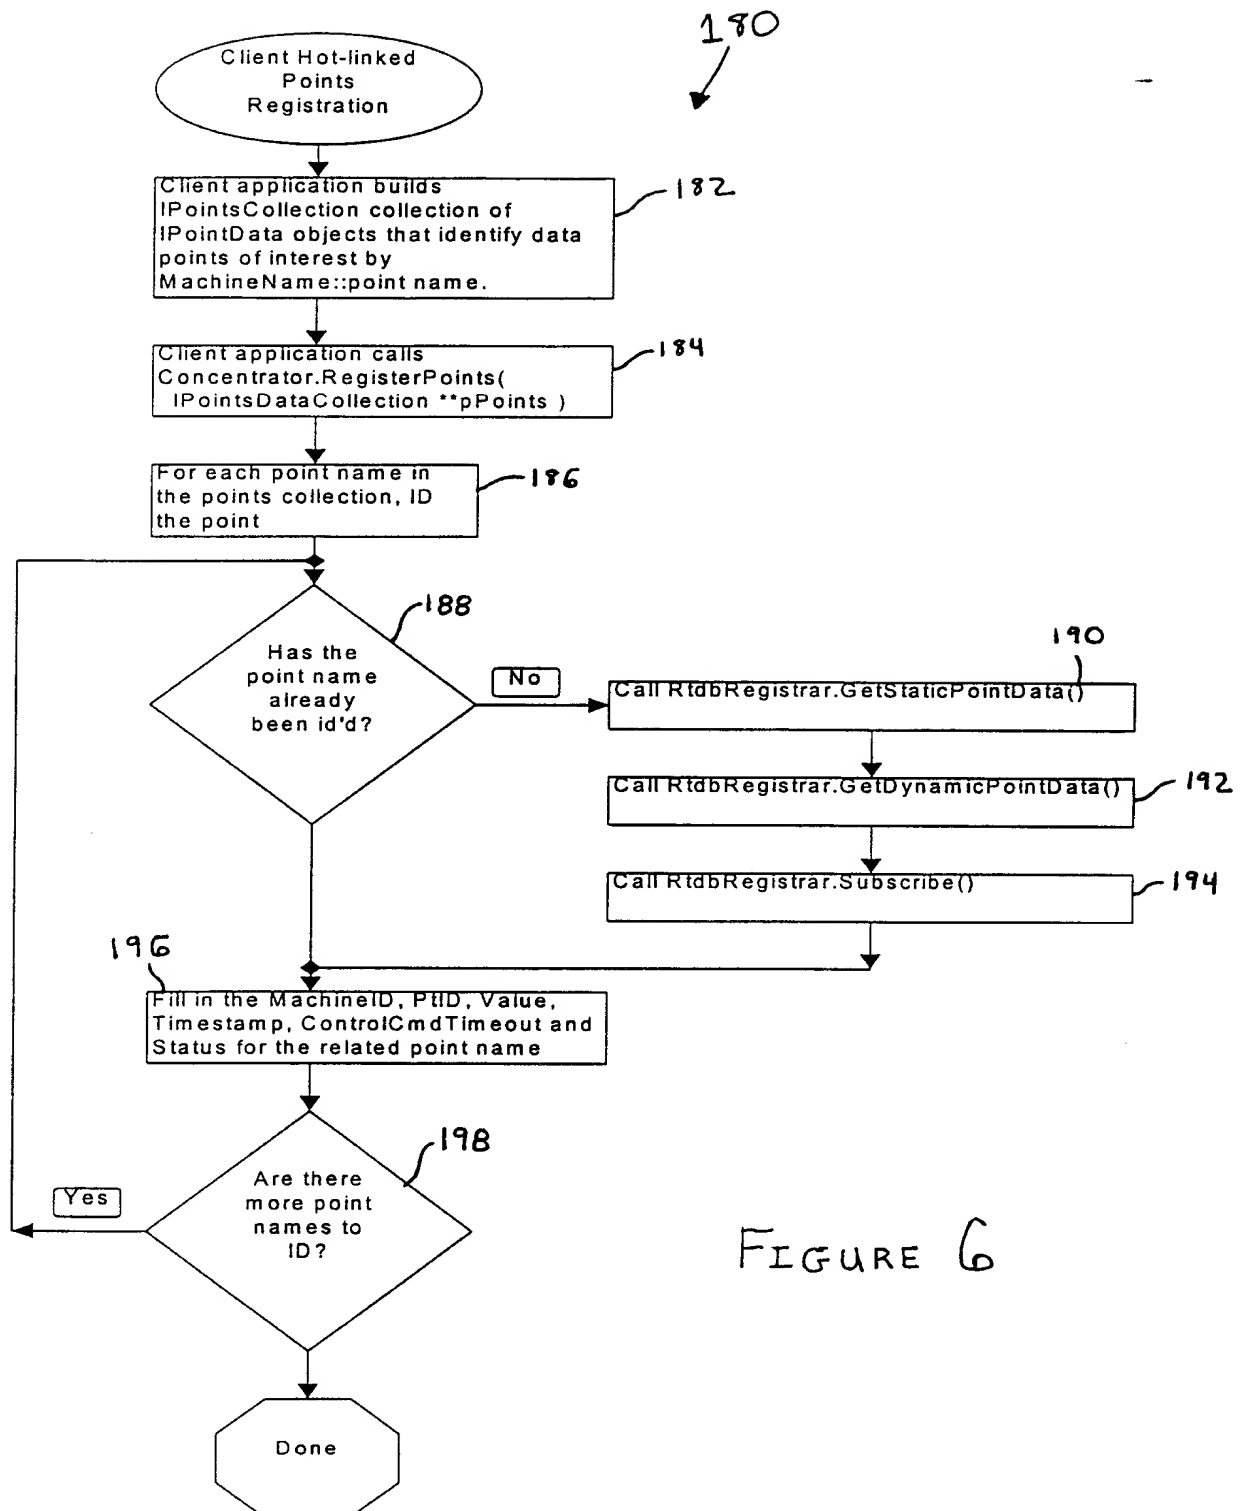 180
Client Hot-linked
Points
Registration
Client application builds
IPointsCollection collection of
IPointData objects that identify data
points of interest by
MachineName::point name.
182
Client application calls
Concentrator.RegisterPoints(
IPointsDataCollection **pPoints )
184
For each point name in
the points collection, ID
the point
186
188
Has the
point name
already
been id'd?
No
190
Call RtdbRegistrar.GetStaticPointData()
Call RtdbRegistrar.GetDynamicPointData()
192
Call RtdbRegistrar.Subscribe()
194
196
Fill in the MachineID, PtID, Value,
Timestamp, ControlCmdTimeout and
Status for the related point name
198
Are there
more point
names to
ID?
Yes
FIGURE 6
Done